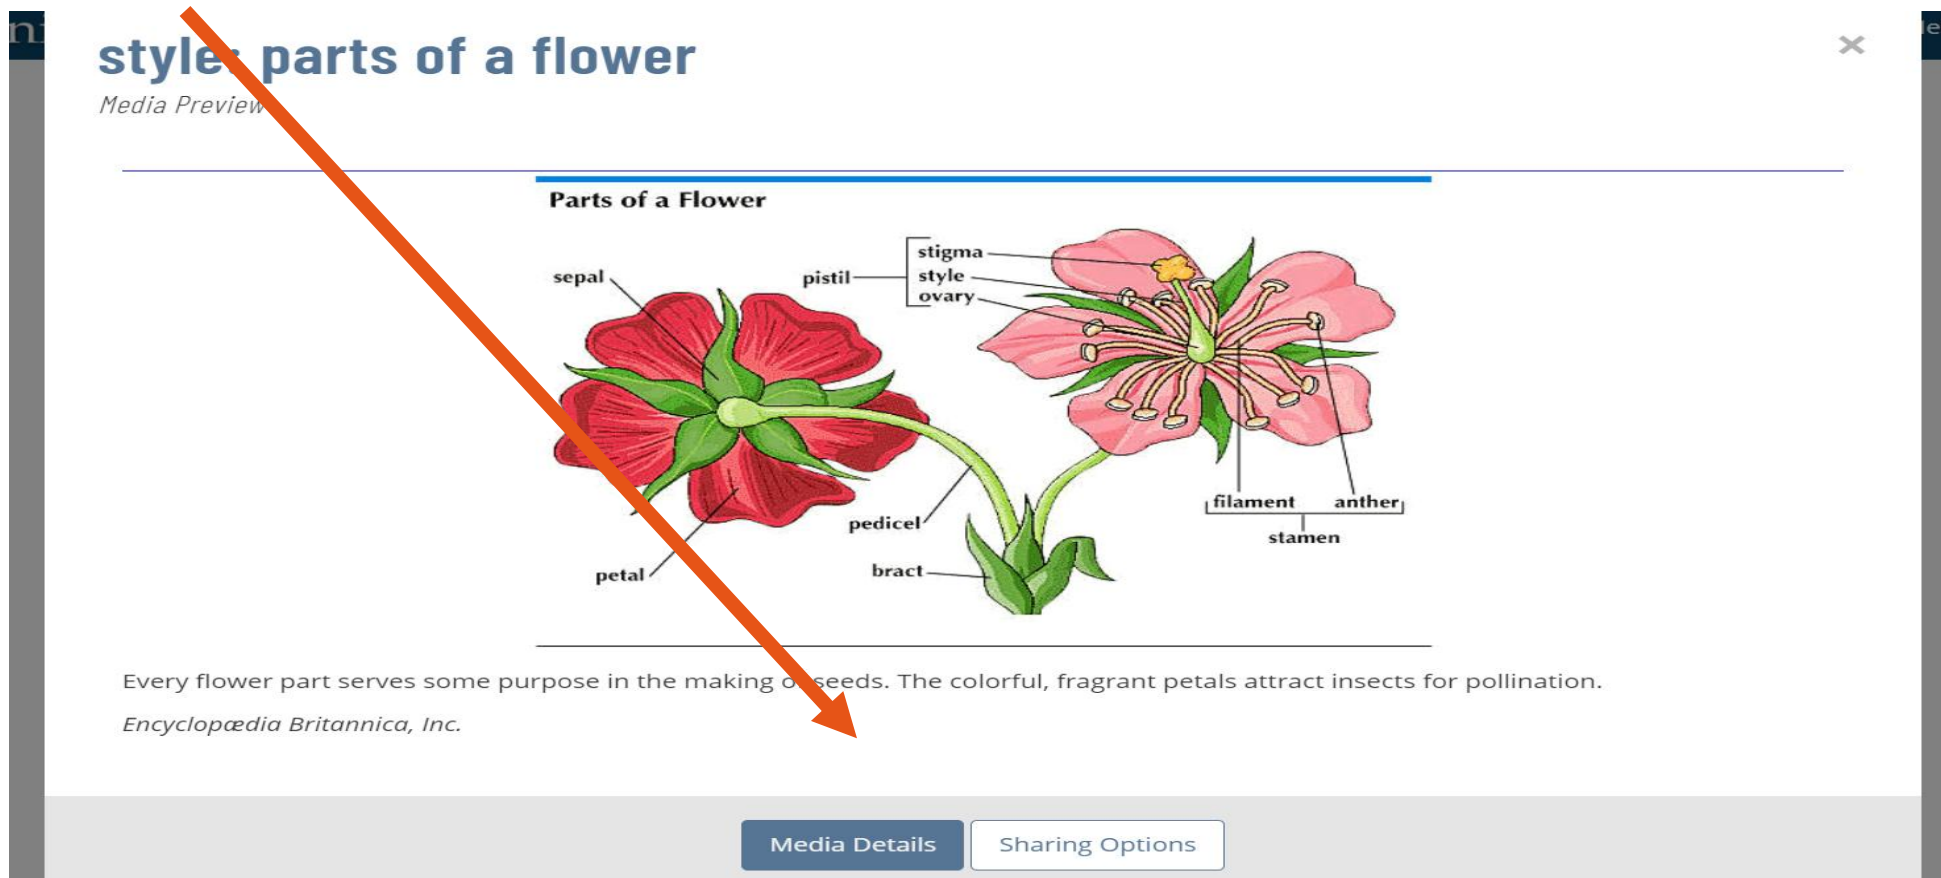 style: parts of a flower
Media Preview
Parts of a Flower
sepal
pistil
stigma
style
ovary
pedicel
petal
bract
filament anther
stamen
Every flower part serves some purpose in the making of seeds. The colorful, fragrant petals attract insects for pollination.
Encyclopædia Britannica, Inc.
Media Details Sharing Options